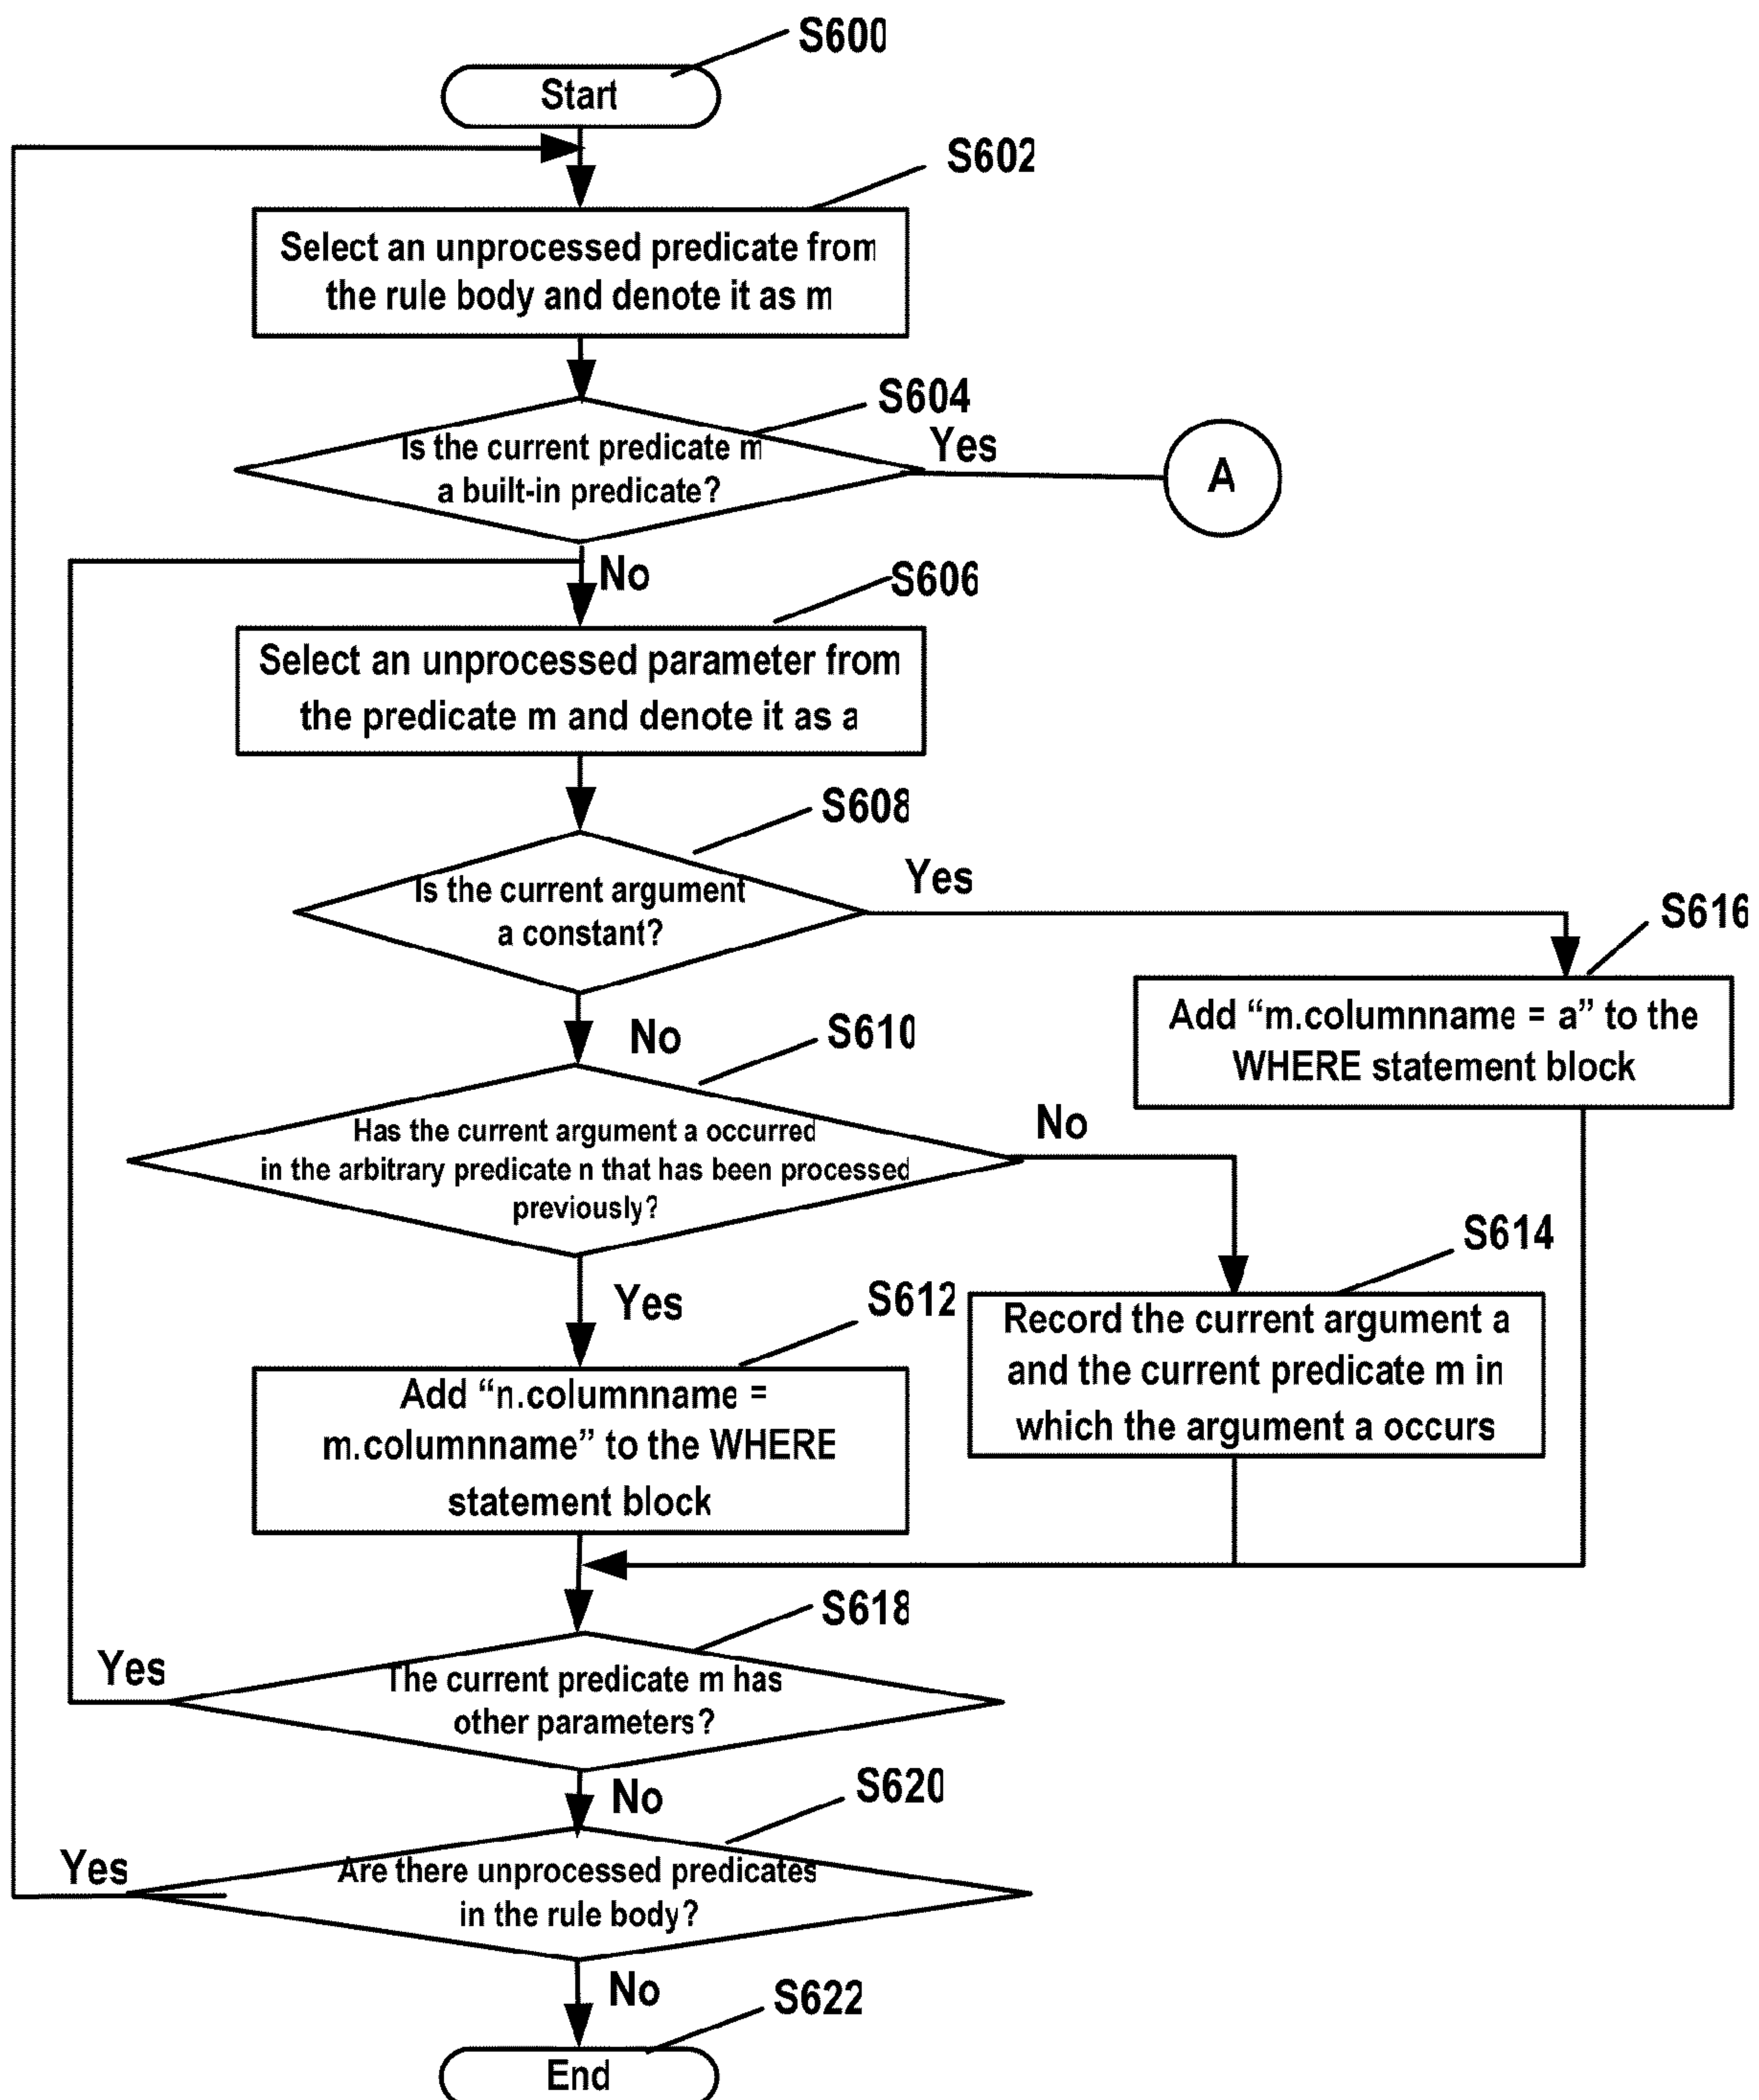 S600
Start
S602
Select an unprocessed predicate from
the rule body and denote it as m
S604
Is the current predicate m
a built-in predicate?
Yes
A
No
S606
Select an unprocessed parameter from
the predicate m and denote it as a
S608
Is the current argument
a constant?
Yes
S616
Add “m.columnname = a” to the
WHERE statement block
No
S610
Has the current argument a occurred
in the arbitrary predicate n that has been processed
previously?
No
S614
Record the current argument a
and the current predicate m in
which the argument a occurs
Yes
S612
Add “n.columnname =
m.columnname” to the WHERE
statement block
S618
The current predicate m has
other parameters?
Yes
No
S620
Are there unprocessed predicates
in the rule body?
Yes
No
S622
End